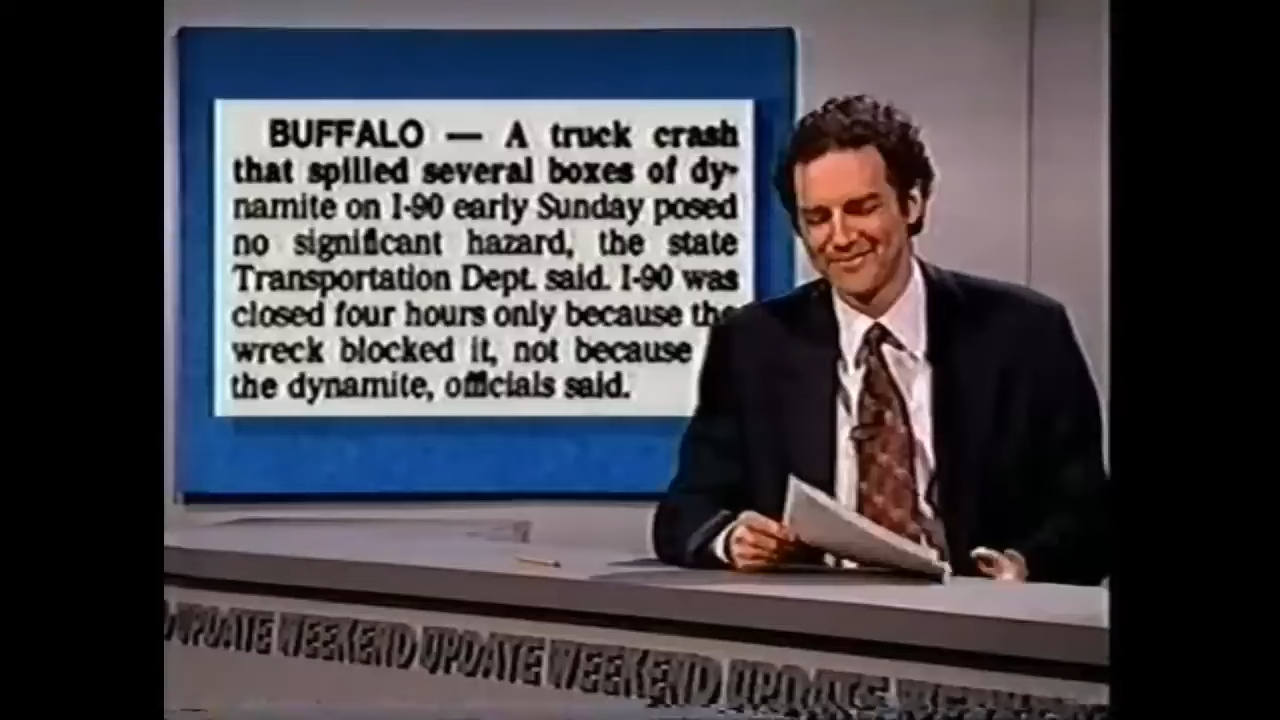 BUFFALO — A truck crash
that spilled several boxes of dy-
namite on I-90 early Sunday posed
no significant hazard, the state
Transportation Dept. said. I-90 was
closed four hours only because the
wreck blocked it, not because
the dynamite, officials said.
UPDATE WEEKEND UPDATE WEEKEND UPDATE WEEKEND